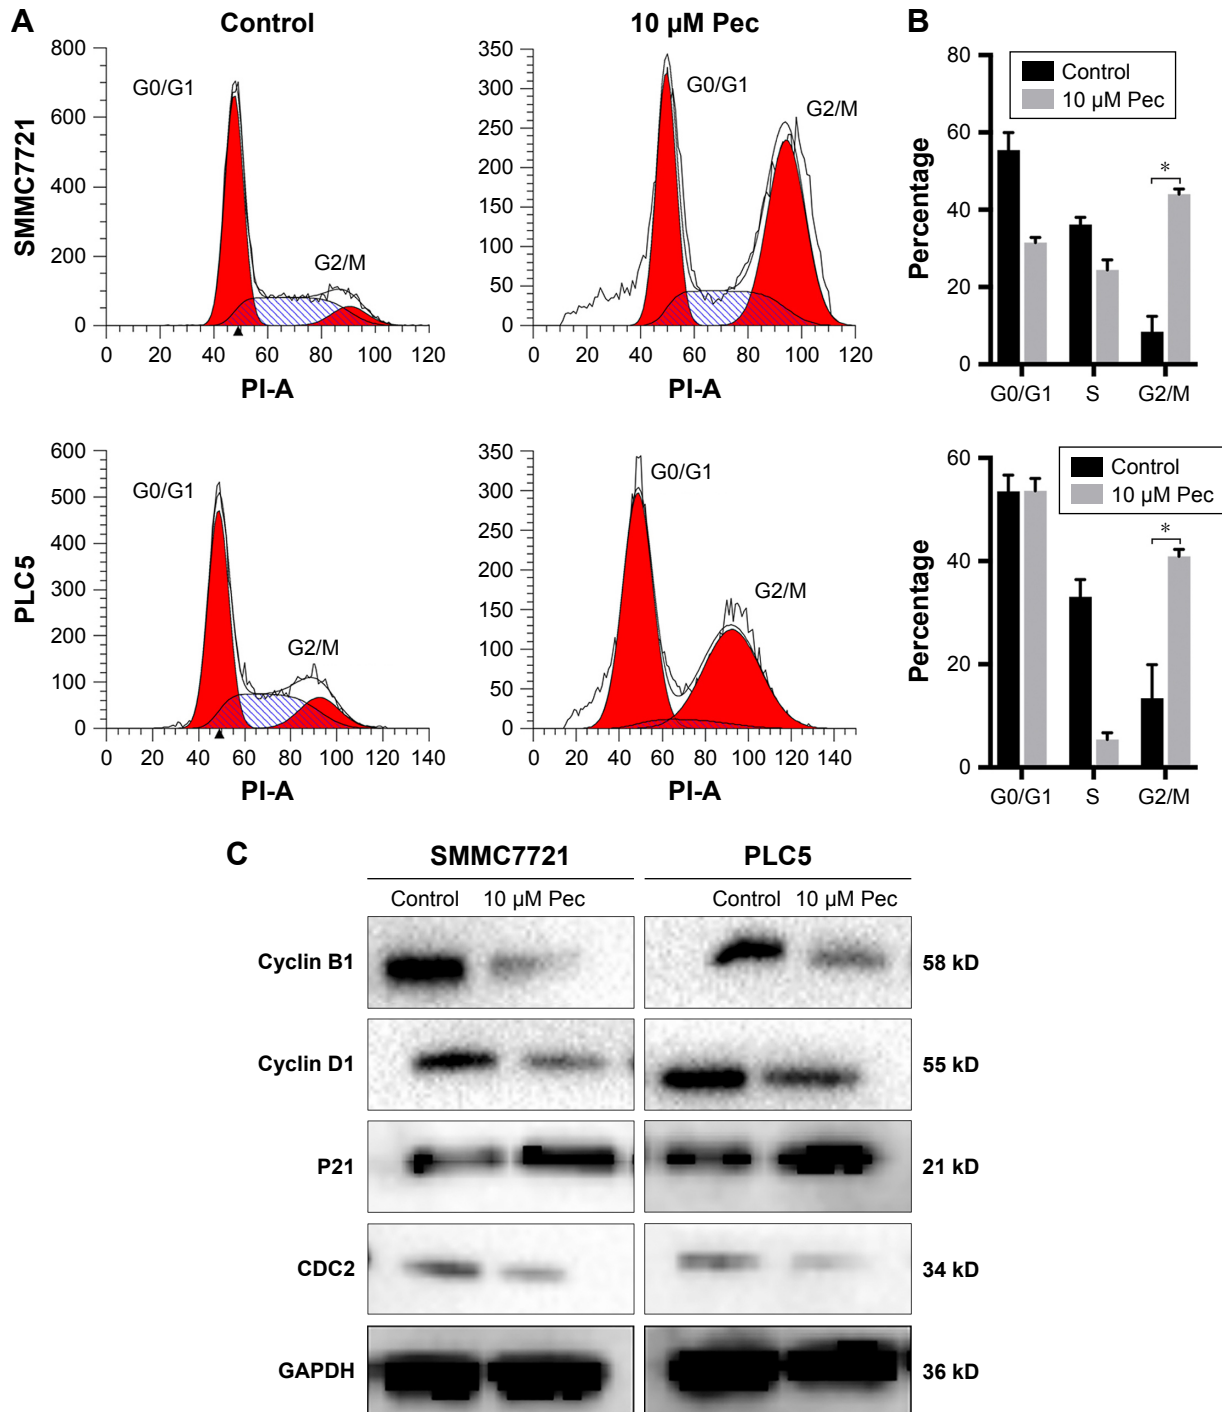 A
Control
10 µM Pec
B
SMMC7721
800
600
400
200
0
G0/G1
G2/M
0 20 40 60 80 100 120
PI-A
350
300
250
200
150
100
50
0
G0/G1
G2/M
0 20 40 60 80 100 120
PI-A
Percentage
80
60
40
20
0
Control
10 µM Pec
*
G0/G1 S G2/M
PLC5
600
500
400
300
200
100
0
G0/G1
G2/M
0 20 40 60 80 100 120 140
PI-A
350
300
250
200
150
100
50
0
G0/G1
G2/M
0 20 40 60 80 100 120 140
PI-A
Percentage
60
40
20
0
Control
10 µM Pec
*
G0/G1 S G2/M
C
SMMC7721 PLC5
Control 10 µM Pec Control 10 µM Pec
Cyclin B1 58 kD
Cyclin D1 55 kD
P21 21 kD
CDC2 34 kD
GAPDH 36 kD